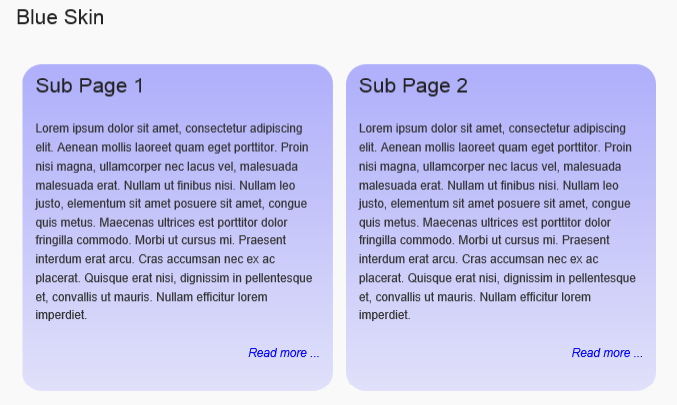 Blue Skin
Sub Page 1
Lorem ipsum dolor sit amet, consectetur adipiscing
elit. Aenean mollis laoreet quam eget porttitor. Proin
nisi magna, ullamcorper nec lacus vel, malesuada
malesuada erat. Nullam ut finibus nisi. Nullam leo
justo, elementum sit amet posuere sit amet, congue
quis metus. Maecenas ultrices est porttitor dolor
fringilla commodo. Morbi ut cursus mi. Praesent
interdum erat arcu. Cras accumsan nec ex ac
placerat. Quisque erat nisi, dignissim in pellentesque
et, convallis ut mauris. Nullam efficitur lorem
imperdiet.
Read more ...
Sub Page 2
Lorem ipsum dolor sit amet, consectetur adipiscing
elit. Aenean mollis laoreet quam eget porttitor. Proin
nisi magna, ullamcorper nec lacus vel, malesuada
malesuada erat. Nullam ut finibus nisi. Nullam leo
justo, elementum sit amet posuere sit amet, congue
quis metus. Maecenas ultrices est porttitor dolor
fringilla commodo. Morbi ut cursus mi. Praesent
interdum erat arcu. Cras accumsan nec ex ac
placerat. Quisque erat nisi, dignissim in pellentesque
et, convallis ut mauris. Nullam efficitur lorem
imperdiet.
Read more ...